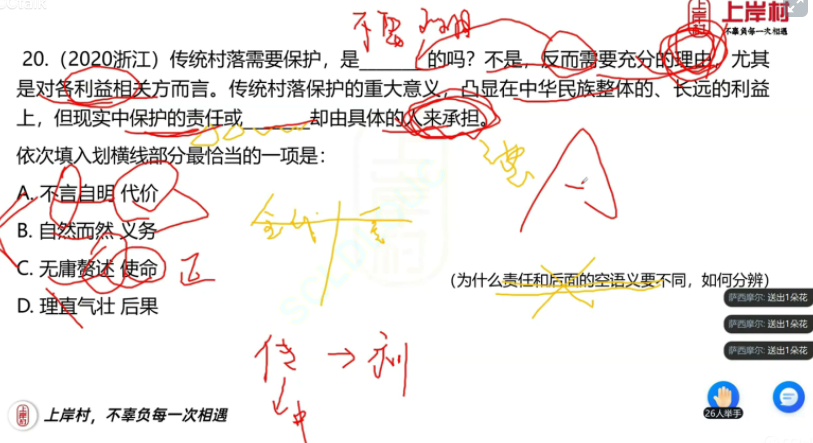 上岸村
不辜负每一次相遇
20.（2020浙江）传统村落需要保护，是______的吗？不是，反而需要充分的理由，尤其
是对各利益相关方而言。传统村落保护的重大意义，凸显在中华民族整体的、长远的利益
上，但现实中保护的责任或______却由具体的人来承担。
依次填入划横线部分最恰当的一项是：
A. 不言自明 代价
B. 自然而然 义务
C. 无庸赘述 使命
正
D. 理直气壮 后果
（为什么责任和后面的空语义要不同，如何分辨）
萨西摩尔: 送出1朵花
萨西摩尔: 送出1朵花
萨西摩尔: 送出1朵花
26人举手
上岸村，不辜负每一次相遇